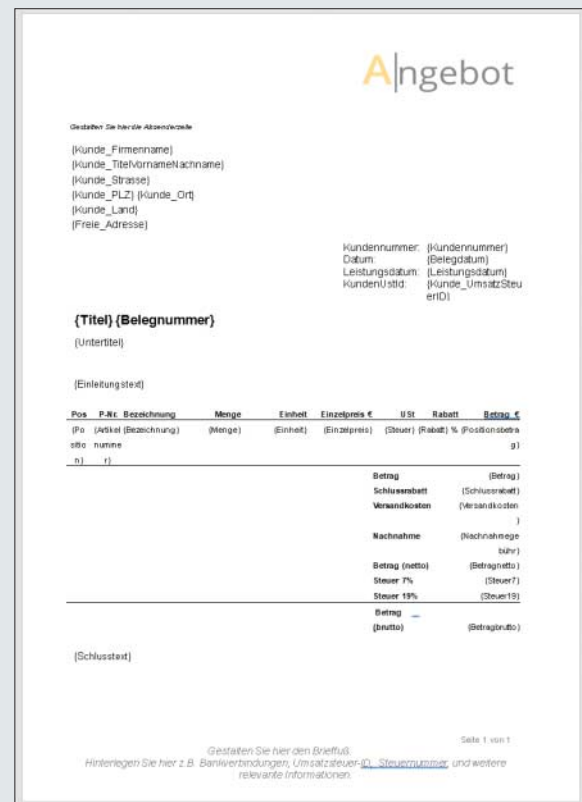 A|ngebot
Gestalten Sie hier die Absenderzeile
{Kunde_Firmenname}
{Kunde_TitelVornameNachname}
{Kunde_Strasse}
{Kunde_PLZ} {Kunde_Ort}
{Kunde_Land}
{Freie_Adresse}
Kundennummer: {Kundennummer}
Datum: {Belegdatum}
Leistungsdatum: {Leistungsdatum}
KundenUstId: {Kunde_UmsatzSteu
erID}
{Titel} {Belegnummer}
{Untertitel}
{Einleitungstext}
Pos P-Nr. Bezeichnung Menge Einheit Einzelpreis € USt Rabatt Betrag €
{Po {Artikel {Bezeichnung} {Menge} {Einheit} {Einzelpreis} {Steuer} {Rabatt} % {Positionsbetra
sitio numme g}
n} r}
Betrag {Betrag}
Schlussrabatt {Schlussrabatt}
Versandkosten {Versandkosten
}
Nachnahme {Nachnahmege
bühr}
Betrag (netto) {Betragnetto}
Steuer 7% {Steuer7}
Steuer 19% {Steuer19}
Betrag
(brutto) {Betragbrutto}
{Schlusstext}
Seite 1 von 1
Gestalten Sie hier den Brieffuß.
Hinterlegen Sie hier z.B. Bankverbindungen, Umsatzsteuer-ID, Steuernummer, und weitere
relevante Informationen.